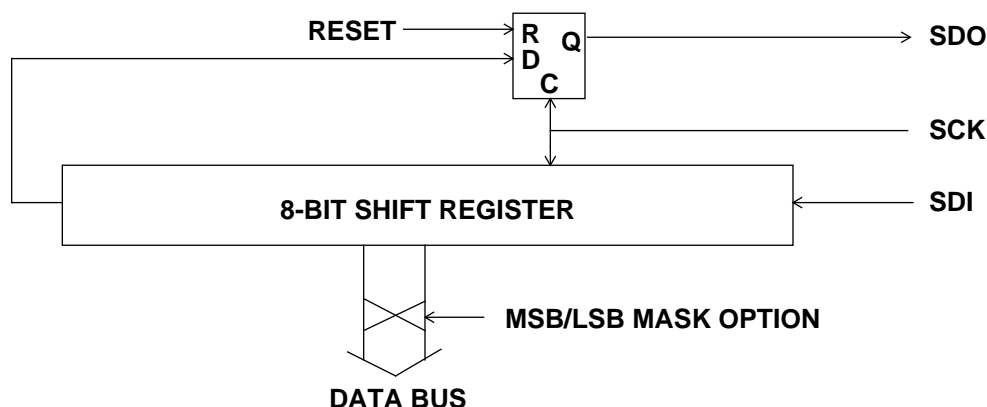 RESET
R
D
Q
C
SDO
SCK
8-BIT SHIFT REGISTER
SDI
MSB/LSB MASK OPTION
DATA BUS